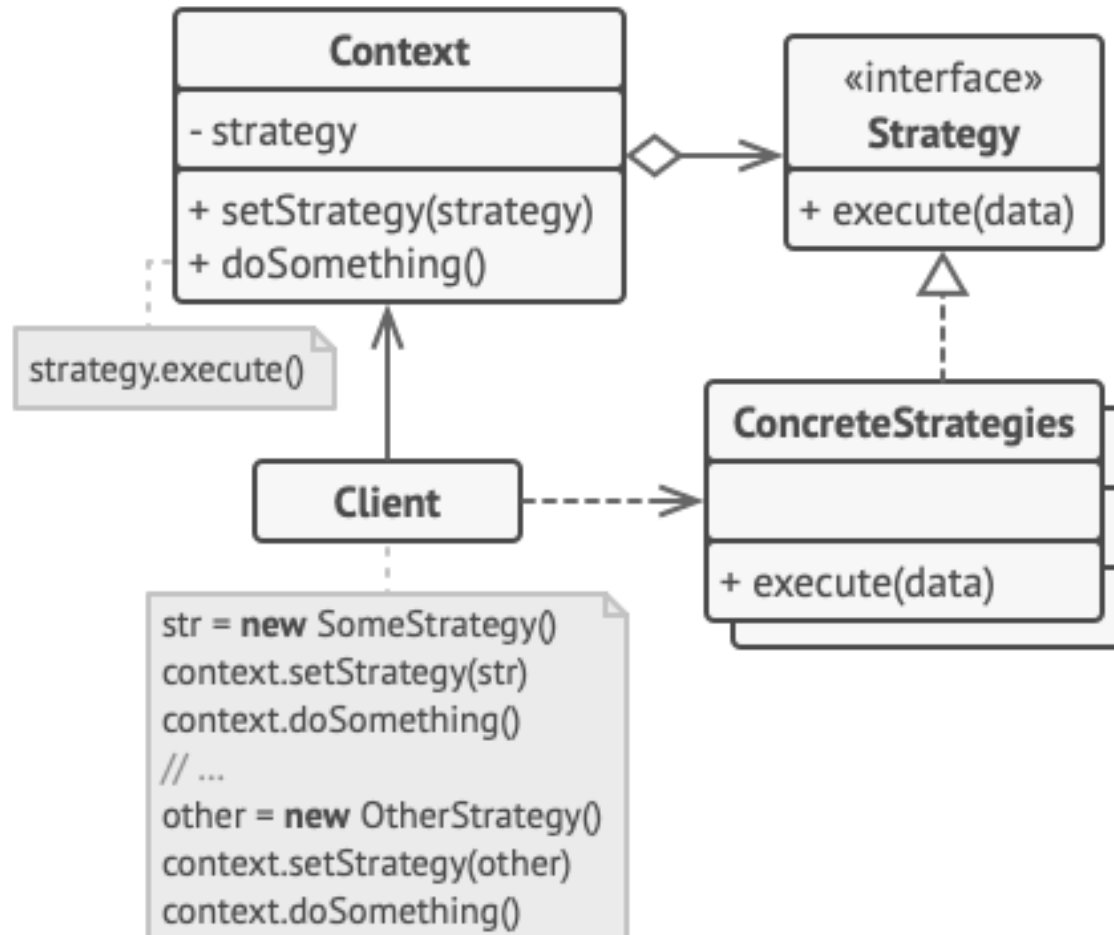 Context
- strategy
+ setStrategy(strategy)
+ doSomething()
«interface»
Strategy
+ execute(data)
strategy.execute()
Client
ConcreteStrategies
+ execute(data)
str = new SomeStrategy()
context.setStrategy(str)
context.doSomething()
// ...
other = new OtherStrategy()
context.setStrategy(other)
context.doSomething()